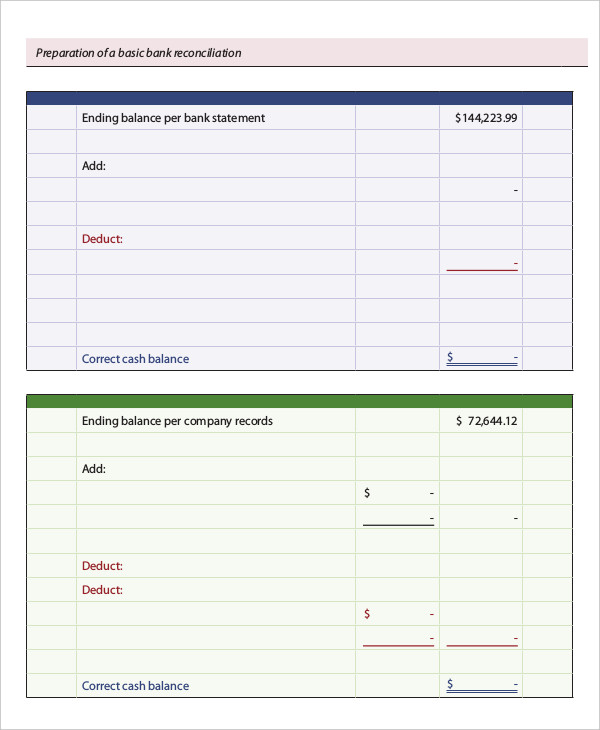 Preparation of a basic bank reconciliation
Ending balance per bank statement $144,223.99
Add:
-
Deduct:
-
Correct cash balance $ -
Ending balance per company records $ 72,644.12
Add:
$ -
- -
Deduct:
Deduct:
$ -
- -
Correct cash balance $ -